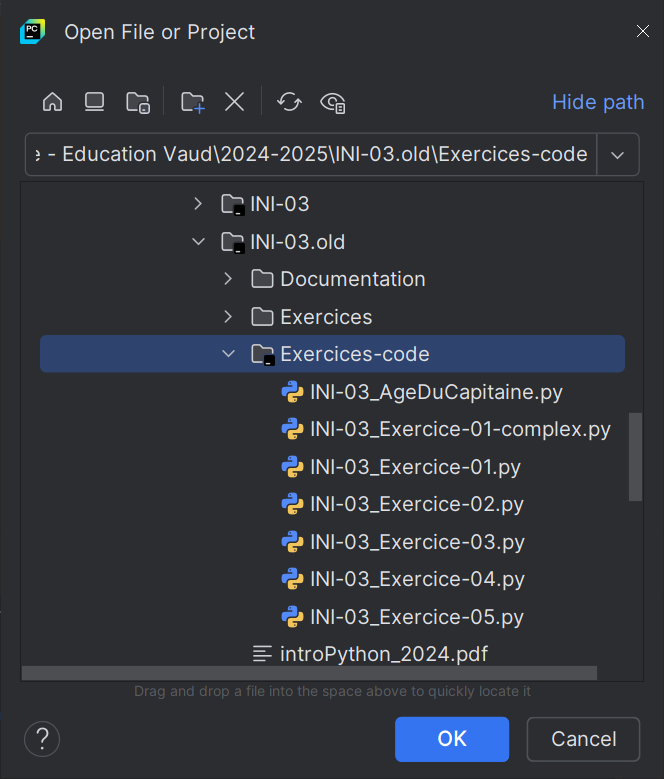 PC
Open File or Project
Hide path
e - Education Vaud\2024-2025\INI-03.old\Exercices-code
INI-03
INI-03.old
Documentation
Exercices
Exercices-code
INI-03_AgeDuCapitaine.py
INI-03_Exercice-01-complex.py
INI-03_Exercice-01.py
INI-03_Exercice-02.py
INI-03_Exercice-03.py
INI-03_Exercice-04.py
INI-03_Exercice-05.py
introPython_2024.pdf
Drag and drop a file into the space above to quickly locate it
?
OK
Cancel